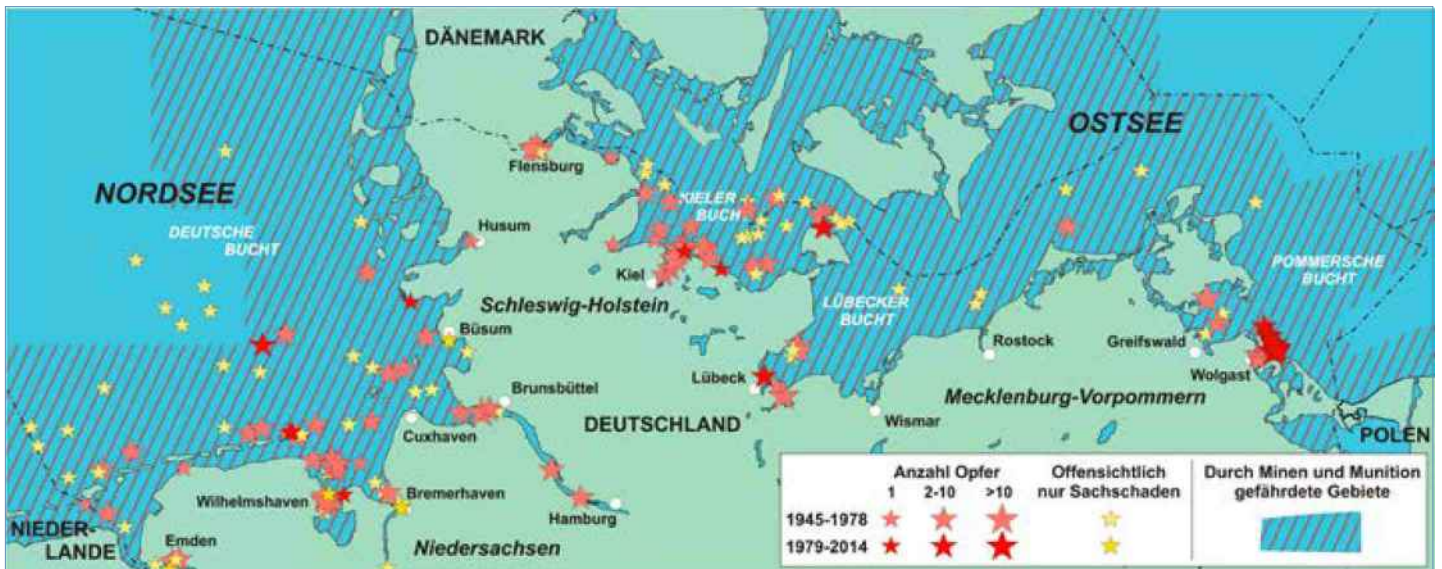 DÄNEMARK
OSTSEE
Flensburg
NORDSEE
KIELER
BUCH
DEUTSCHE
BUCHT
Husum
POMMERSCHE
BUCHT
Kiel
Schleswig-Holstein
LÜBECKER
BUCHT
Büsum
Rostock
Greifswald
Lübeck
Wolgast
Brunsbüttel
Mecklenburg-Vorpommern
DEUTSCHLAND
Wismar
Cuxhaven
POLEN
Wilhelmshaven
Bremerhaven
Hamburg
NIEDER-
LANDE
Emden
Niedersachsen
Anzahl Opfer
1 2-10 >10
Offensichtlich
nur Sachschaden
Durch Minen und Munition
gefährdete Gebiete
1945-1978
1979-2014